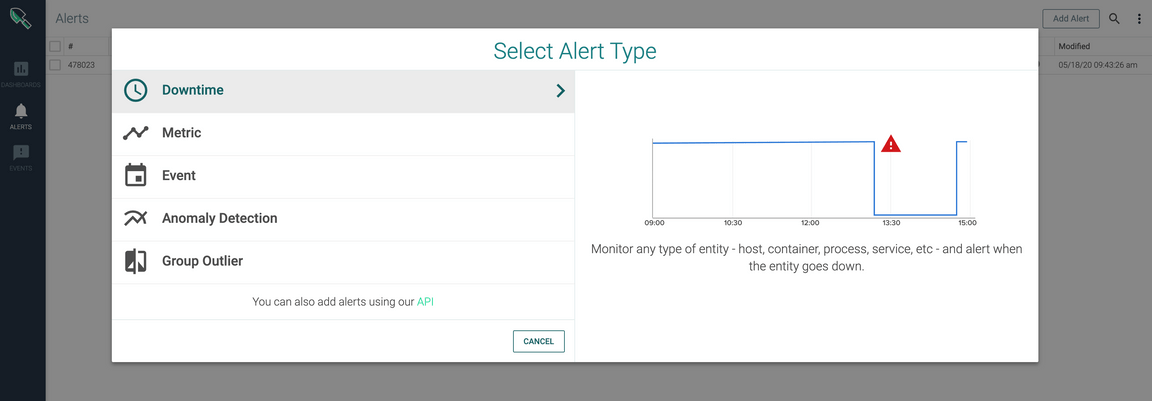 Alerts
Add Alert
#
Modified
478023
05/18/20 09:43:26 am
DASHBOARDS
ALERTS
EVENTS
Select Alert Type
Downtime
Metric
Event
Anomaly Detection
Group Outlier
You can also add alerts using our API
CANCEL
09:00 10:30 12:00 13:30 15:00
Monitor any type of entity - host, container, process, service, etc - and alert when
the entity goes down.